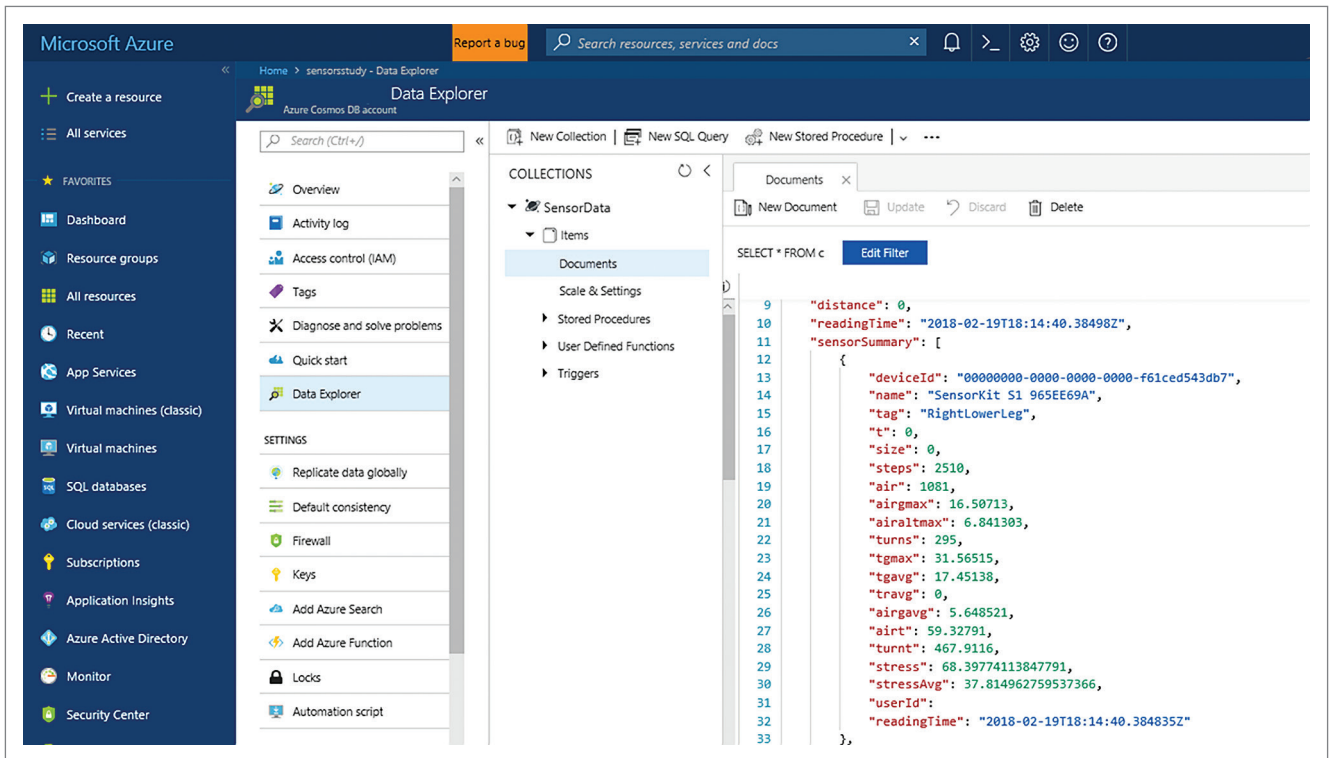 Microsoft Azure
Report a bug
Search resources, services and docs
Home > sensorsstudy - Data Explorer
Data Explorer
Azure Cosmos DB account
Create a resource
All services
FAVORITES
Dashboard
Resource groups
All resources
Recent
App Services
Virtual machines (classic)
Virtual machines
SQL databases
Cloud services (classic)
Subscriptions
Application Insights
Azure Active Directory
Monitor
Security Center
Search (Ctrl+/)
Overview
Activity log
Access control (IAM)
Tags
Diagnose and solve problems
Quick start
Data Explorer
SETTINGS
Replicate data globally
Default consistency
Firewall
Keys
Add Azure Search
Add Azure Function
Locks
Automation script
New Collection
New SQL Query
New Stored Procedure
COLLECTIONS
SensorData
Items
Documents
Scale & Settings
Stored Procedures
User Defined Functions
Triggers
Documents
New Document
Update
Discard
Delete
SELECT * FROM c
Edit Filter
9 "distance": 0,
10 "readingTime": "2018-02-19T18:14:40.38498Z",
11 "sensorSummary": [
12 {
13 "deviceId": "00000000-0000-0000-0000-f61ced543db7",
14 "name": "SensorKit S1 965EE69A",
15 "tag": "RightLowerLeg",
16 "t": 0,
17 "size": 0,
18 "steps": 2510,
19 "air": 1081,
20 "airgmax": 16.50713,
21 "airaltmax": 6.841303,
22 "turns": 295,
23 "tgmax": 31.56515,
24 "tgavg": 17.45138,
25 "travg": 0,
26 "airgavg": 5.648521,
27 "airt": 59.32791,
28 "turnt": 467.9116,
29 "stress": 68.39774113847791,
30 "stressAvg": 37.814962759537366,
31 "userId":
32 "readingTime": "2018-02-19T18:14:40.384835Z"
33 },